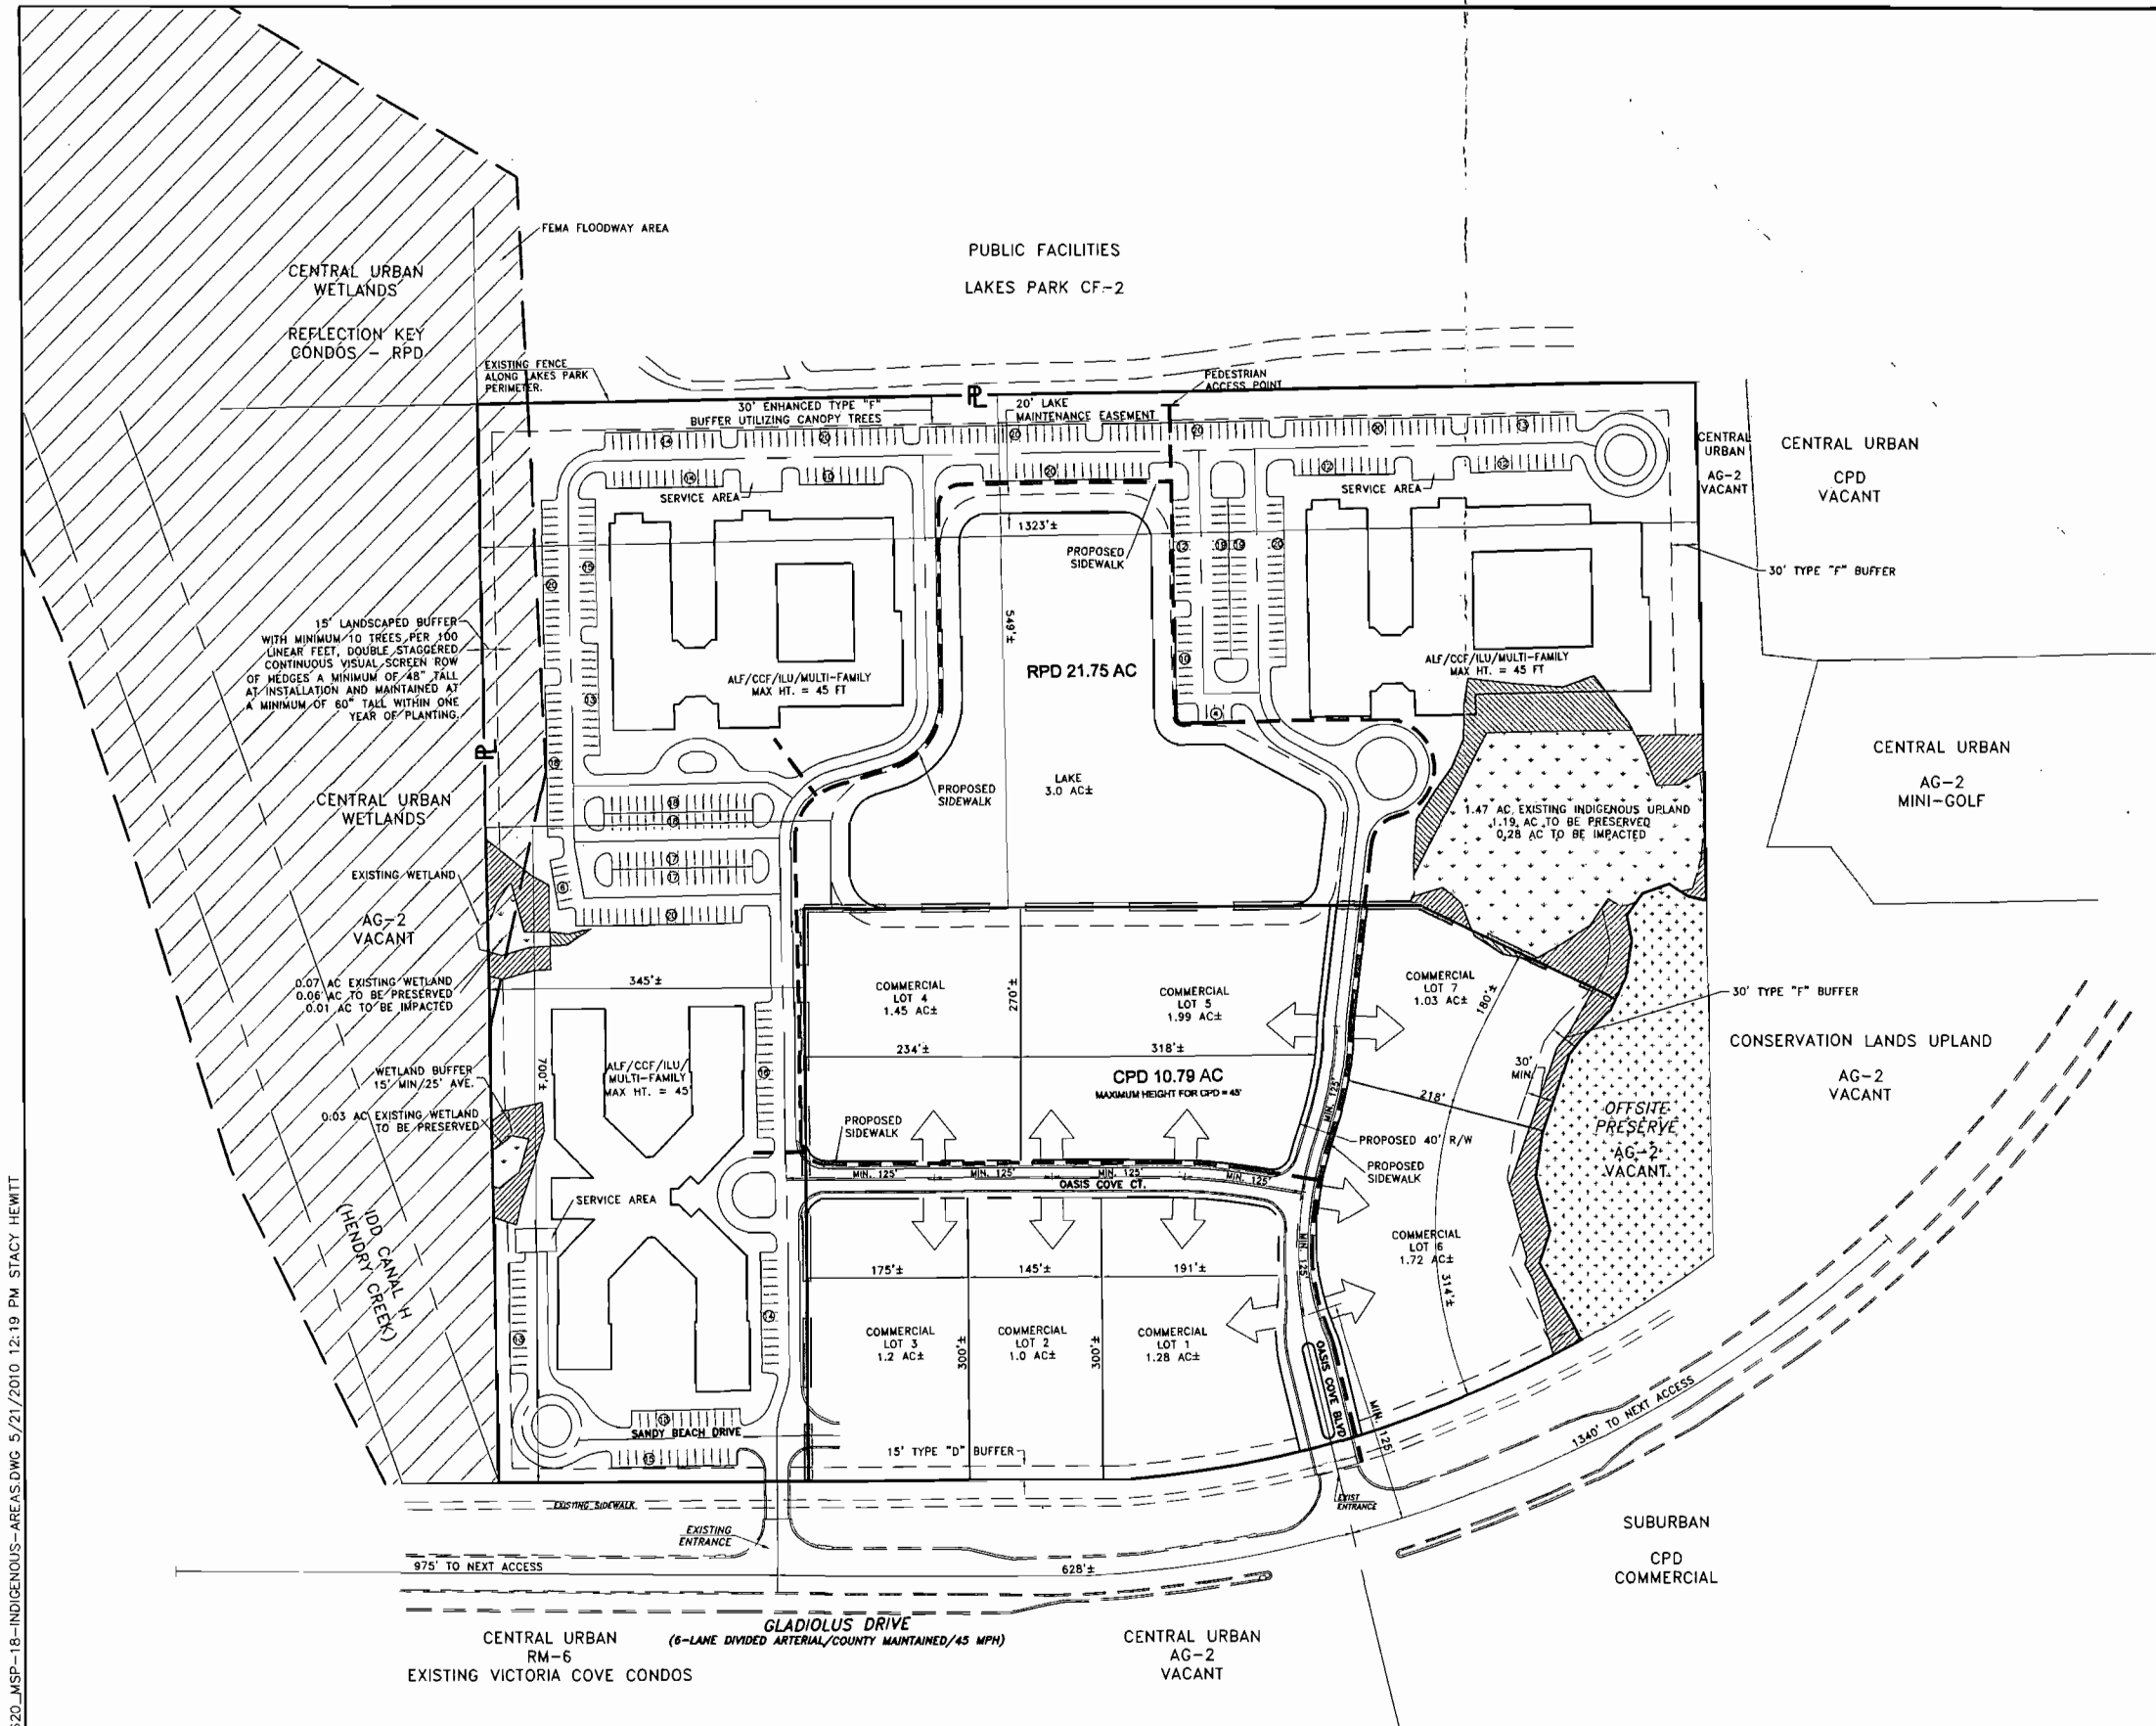 PUBLIC FACILITIES
LAKES PARK CF-2
FEMA FLOODWAY AREA
CENTRAL URBAN
WETLANDS
REFLECTION KEY
CONDOS - RPD
EXISTING FENCE
ALONG LAKES PARK
PERIMETER.
30' ENHANCED TYPE "F"
BUFFER UTILIZING CANOPY TREES
PL
20' LAKE
MAINTENANCE EASEMENT
PEDESTRIAN
ACCESS POINT
CENTRAL
URBAN
AG-2
VACANT
CENTRAL URBAN
CPD
VACANT
SERVICE AREA
SERVICE AREA
1323'±
PROPOSED
SIDEWALK
549'±
30' TYPE "F" BUFFER
15' LANDSCAPED BUFFER
WITH MINIMUM 10 TREES PER 100
LINEAR FEET, DOUBLE STAGGERED
CONTINUOUS VISUAL SCREEN ROW
OF HEDGES A MINIMUM OF 48" TALL
AT INSTALLATION AND MAINTAINED AT
A MINIMUM OF 60" TALL WITHIN ONE
YEAR OF PLANTING.
PL
ALF/CCF/ILU/MULTI-FAMILY
MAX HT. = 45 FT
RPD 21.75 AC
ALF/CCF/ILU/MULTI-FAMILY
MAX HT. = 45 FT
CENTRAL URBAN
AG-2
MINI-GOLF
LAKE
3.0 AC±
PROPOSED
SIDEWALK
1.47 AC EXISTING INDIGENOUS UPLAND
1.19 AC TO BE PRESERVED
0.28 AC TO BE IMPACTED
CENTRAL URBAN
WETLANDS
EXISTING WETLAND
AG-2
VACANT
0.07 AC EXISTING WETLAND
0.06 AC TO BE PRESERVED
0.01 AC TO BE IMPACTED
345'±
COMMERCIAL
LOT 4
1.45 AC±
270'±
COMMERCIAL
LOT 5
1.99 AC±
COMMERCIAL
LOT 7
1.03 AC±
180'±
30' TYPE "F" BUFFER
CONSERVATION LANDS UPLAND
AG-2
VACANT
234'±
318'±
CPD 10.79 AC
MAXIMUM HEIGHT FOR CPD = 45'
30'
MIN.
218'
OFFSITE
PRESERVE
AG-2
VACANT
WETLAND BUFFER
15' MIN/25' AVE.
0.03 AC EXISTING WETLAND
TO BE PRESERVED
700'±
ALF/CCF/ILU/
MULTI-FAMILY
MAX HT. = 45'
PROPOSED
SIDEWALK
MIN. 125'
PROPOSED 40' R/W
PROPOSED
SIDEWALK
MIN. 125'
MIN. 125'
MIN. 125'
MIN. 125'
OASIS COVE CT.
SERVICE AREA
IDD CANAL H
(HENDRY CREEK)
175'±
145'±
191'±
MIN. 125'
COMMERCIAL
LOT 6
1.72 AC±
314'±
COMMERCIAL
LOT 3
1.2 AC±
300'±
COMMERCIAL
LOT 2
1.0 AC±
300'±
COMMERCIAL
LOT 1
1.28 AC±
OASIS COVE BLVD
MIN. 125'
SANDY BEACH DRIVE
15' TYPE "D" BUFFER
1340' TO NEXT ACCESS
EXISTING SIDEWALK
EXISTING
ENTRANCE
EXIST
ENTRANCE
975' TO NEXT ACCESS
628'±
SUBURBAN
CPD
COMMERCIAL
GLADIOLUS DRIVE
(6-LANE DIVIDED ARTERIAL/COUNTY MAINTAINED/45 MPH)
CENTRAL URBAN
RM-6
EXISTING VICTORIA COVE CONDOS
CENTRAL URBAN
AG-2
VACANT
_MSP-18-INDIGENOUS-AREAS.DWG 5/21/2010 12:19 PM STACY HEWITT